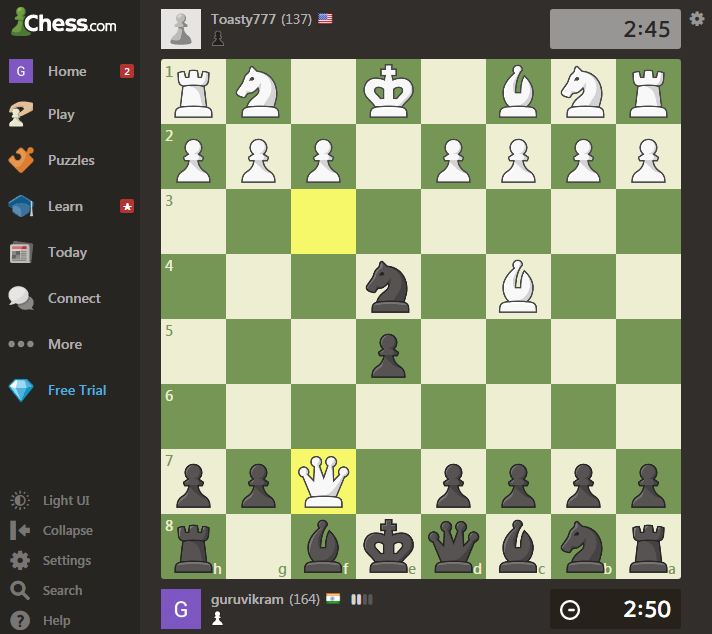 Chess.com
Toasty777 (137)
2:45
G Home 2
Play
Puzzles
Learn
Today
Connect
More
Free Trial
Light UI
Collapse
Settings
Search
Help
1
2
3
4
5
6
7
8
h g f e d c b a
G guruvikram (164)
2:50